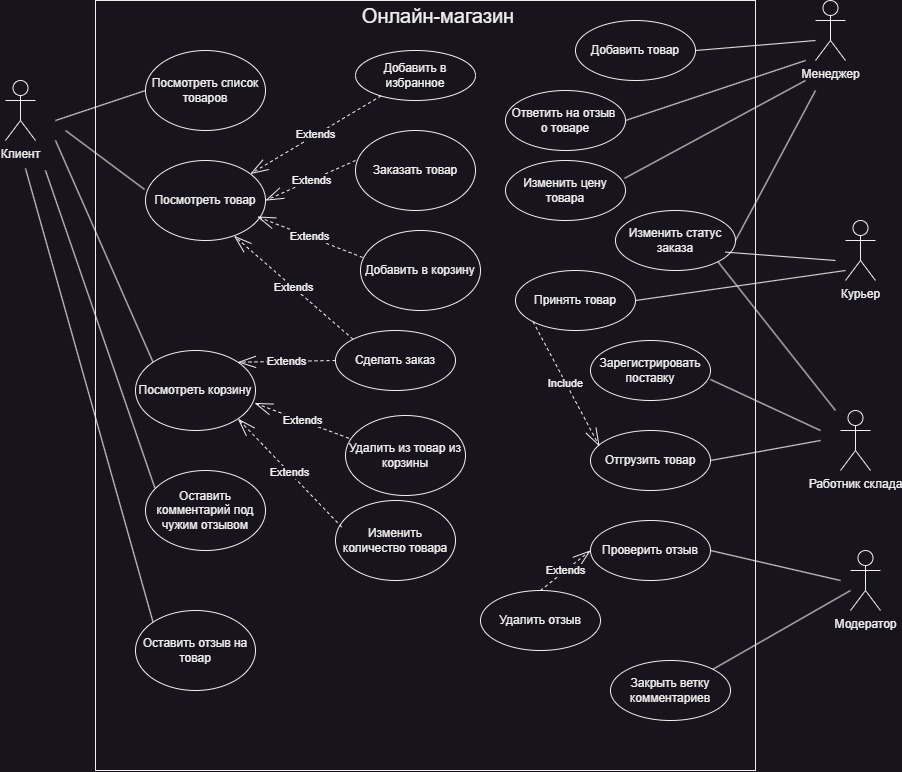 Онлайн-магазин
Добавить товар
Менеджер
Посмотреть список
товаров
Добавить в
избранное
Ответить на отзыв
о товаре
Клиент
Extends
Заказать товар
Extends
Изменить цену
товара
Посмотреть товар
Extends
Изменить статус
заказа
Добавить в корзину
Курьер
Extends
Принять товар
Сделать заказ
Extends
Зарегистрировать
поставку
Include
Посмотреть корзину
Extends
Удалить из товар из
корзины
Отгрузить товар
Extends
Работник склада
Оставить
комментарий под
чужим отзывом
Изменить
количество товара
Проверить отзыв
Extends
Удалить отзыв
Модератор
Оставить отзыв на
товар
Закрыть ветку
комментариев